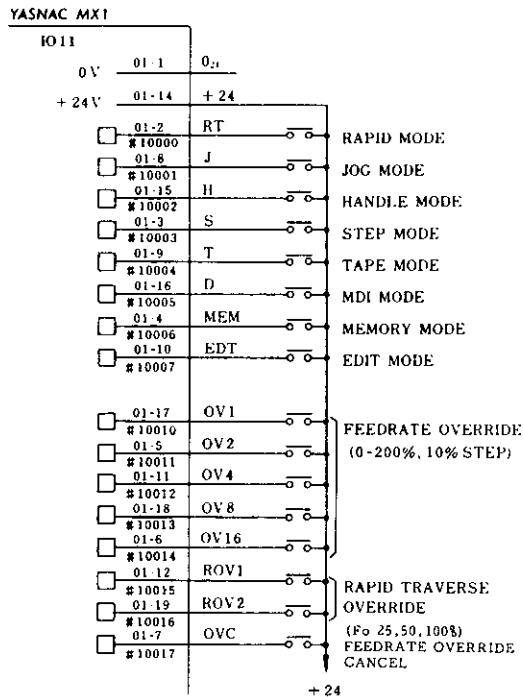 YASNAC MX1
IO11
0V 01-1
+24V 01-14 +24
01-2 RT RAPID MODE
#10000
01-8 J JOG MODE
#10001
01-15 H HANDLE MODE
#10002
01-3 S STEP MODE
#10003
01-9 T TAPE MODE
#10004
01-16 D MDI MODE
#10005
01-4 MEM MEMORY MODE
#10006
01-10 EDT EDIT MODE
#10007
01-17 OV1 FEEDRATE OVERRIDE
#10010
01-5 OV2 (0-200%, 10% STEP)
#10011
01-11 OV4
#10012
01-18 OV8
#10013
01-6 OV16
#10014
01-12 ROV1 RAPID TRAVERSE
#10015
01-19 ROV2 OVERRIDE
#10016 (Fo 25,50,100%)
01-7 OVC FEEDRATE OVERRIDE
#10017 CANCEL
+24